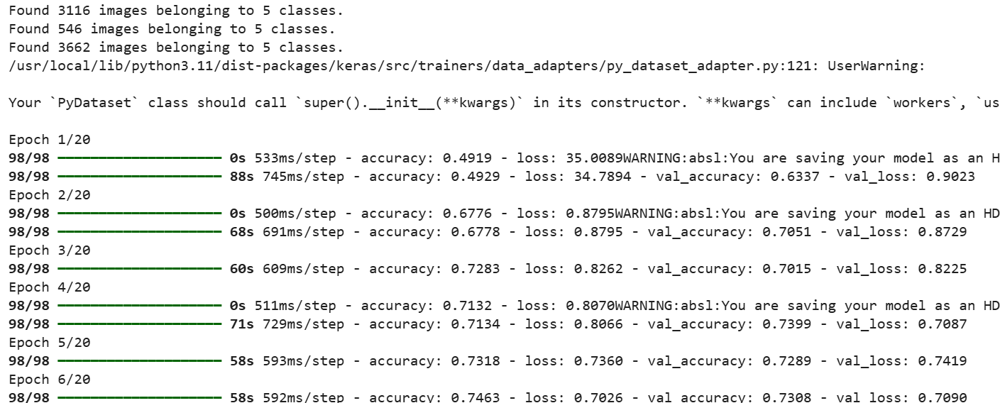 Found 3116 images belonging to 5 classes.
Found 546 images belonging to 5 classes.
Found 3662 images belonging to 5 classes.
/usr/local/lib/python3.11/dist-packages/keras/src/trainers/data_adapters/py_dataset_adapter.py:121: UserWarning:
Your `PyDataset` class should call `super().__init__(**kwargs)` in its constructor. `**kwargs` can include `workers`, `us
Epoch 1/20
98/98 ━━━━━━━━━━━━━━━━━━━━ 0s 533ms/step - accuracy: 0.4919 - loss: 35.0089WARNING:absl:You are saving your model as an H
98/98 ━━━━━━━━━━━━━━━━━━━━ 88s 745ms/step - accuracy: 0.4929 - loss: 34.7894 - val_accuracy: 0.6337 - val_loss: 0.9023
Epoch 2/20
98/98 ━━━━━━━━━━━━━━━━━━━━ 0s 500ms/step - accuracy: 0.6776 - loss: 0.8795WARNING:absl:You are saving your model as an HD
98/98 ━━━━━━━━━━━━━━━━━━━━ 68s 691ms/step - accuracy: 0.6778 - loss: 0.8795 - val_accuracy: 0.7051 - val_loss: 0.8729
Epoch 3/20
98/98 ━━━━━━━━━━━━━━━━━━━━ 60s 609ms/step - accuracy: 0.7283 - loss: 0.8262 - val_accuracy: 0.7015 - val_loss: 0.8225
Epoch 4/20
98/98 ━━━━━━━━━━━━━━━━━━━━ 0s 511ms/step - accuracy: 0.7132 - loss: 0.8070WARNING:absl:You are saving your model as an HD
98/98 ━━━━━━━━━━━━━━━━━━━━ 71s 729ms/step - accuracy: 0.7134 - loss: 0.8066 - val_accuracy: 0.7399 - val_loss: 0.7087
Epoch 5/20
98/98 ━━━━━━━━━━━━━━━━━━━━ 58s 593ms/step - accuracy: 0.7318 - loss: 0.7360 - val_accuracy: 0.7289 - val_loss: 0.7419
Epoch 6/20
98/98 ━━━━━━━━━━━━━━━━━━━━ 58s 592ms/step - accuracy: 0.7463 - loss: 0.7026 - val_accuracy: 0.7308 - val_loss: 0.7090